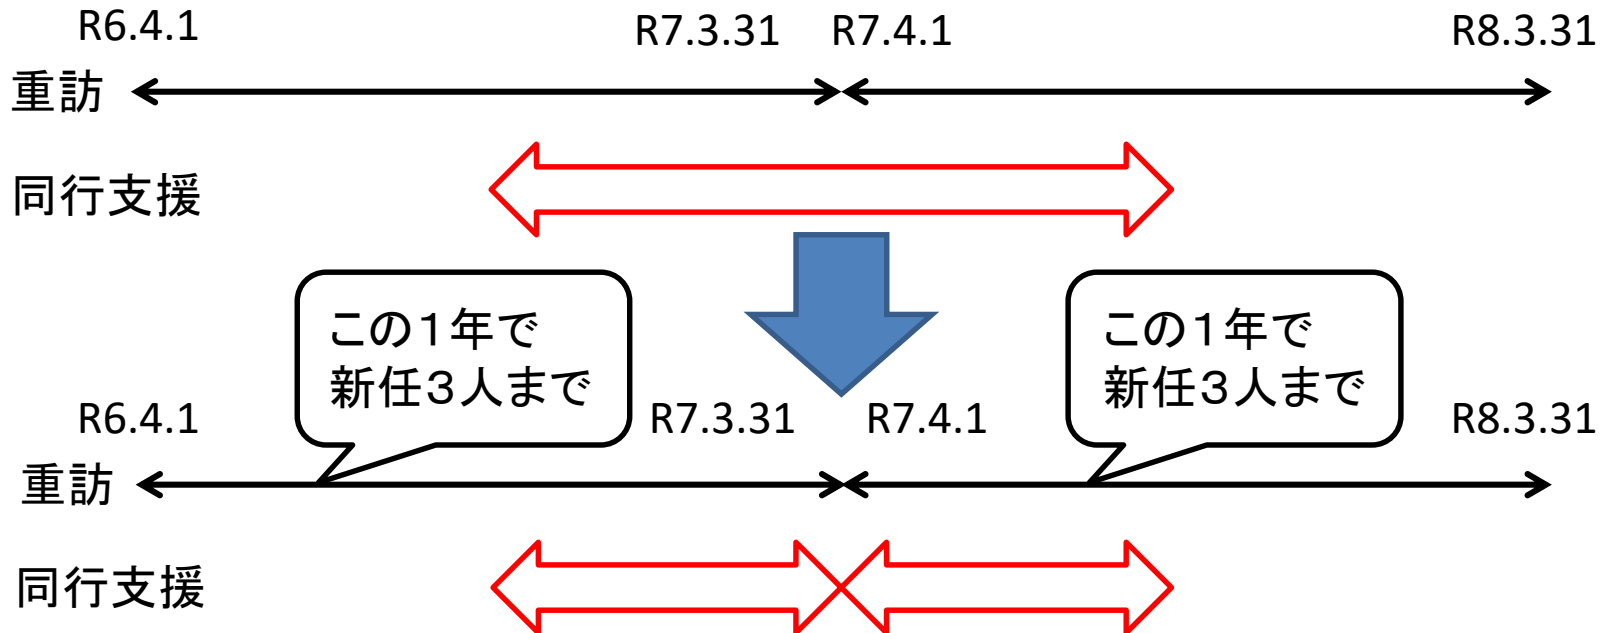 R6.4.1 R7.3.31 R7.4.1 R8.3.31
重訪
同行支援
この１年で
新任３人まで
この１年で
新任３人まで
R6.4.1 R7.3.31 R7.4.1 R8.3.31
重訪
同行支援